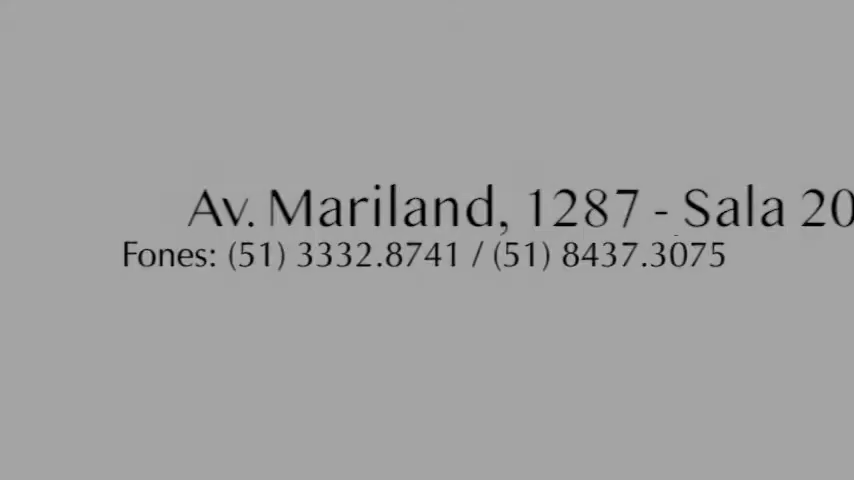 Av. Mariland, 1287 - Sala 20
Fones: (51) 3332.8741 / (51) 8437.3075